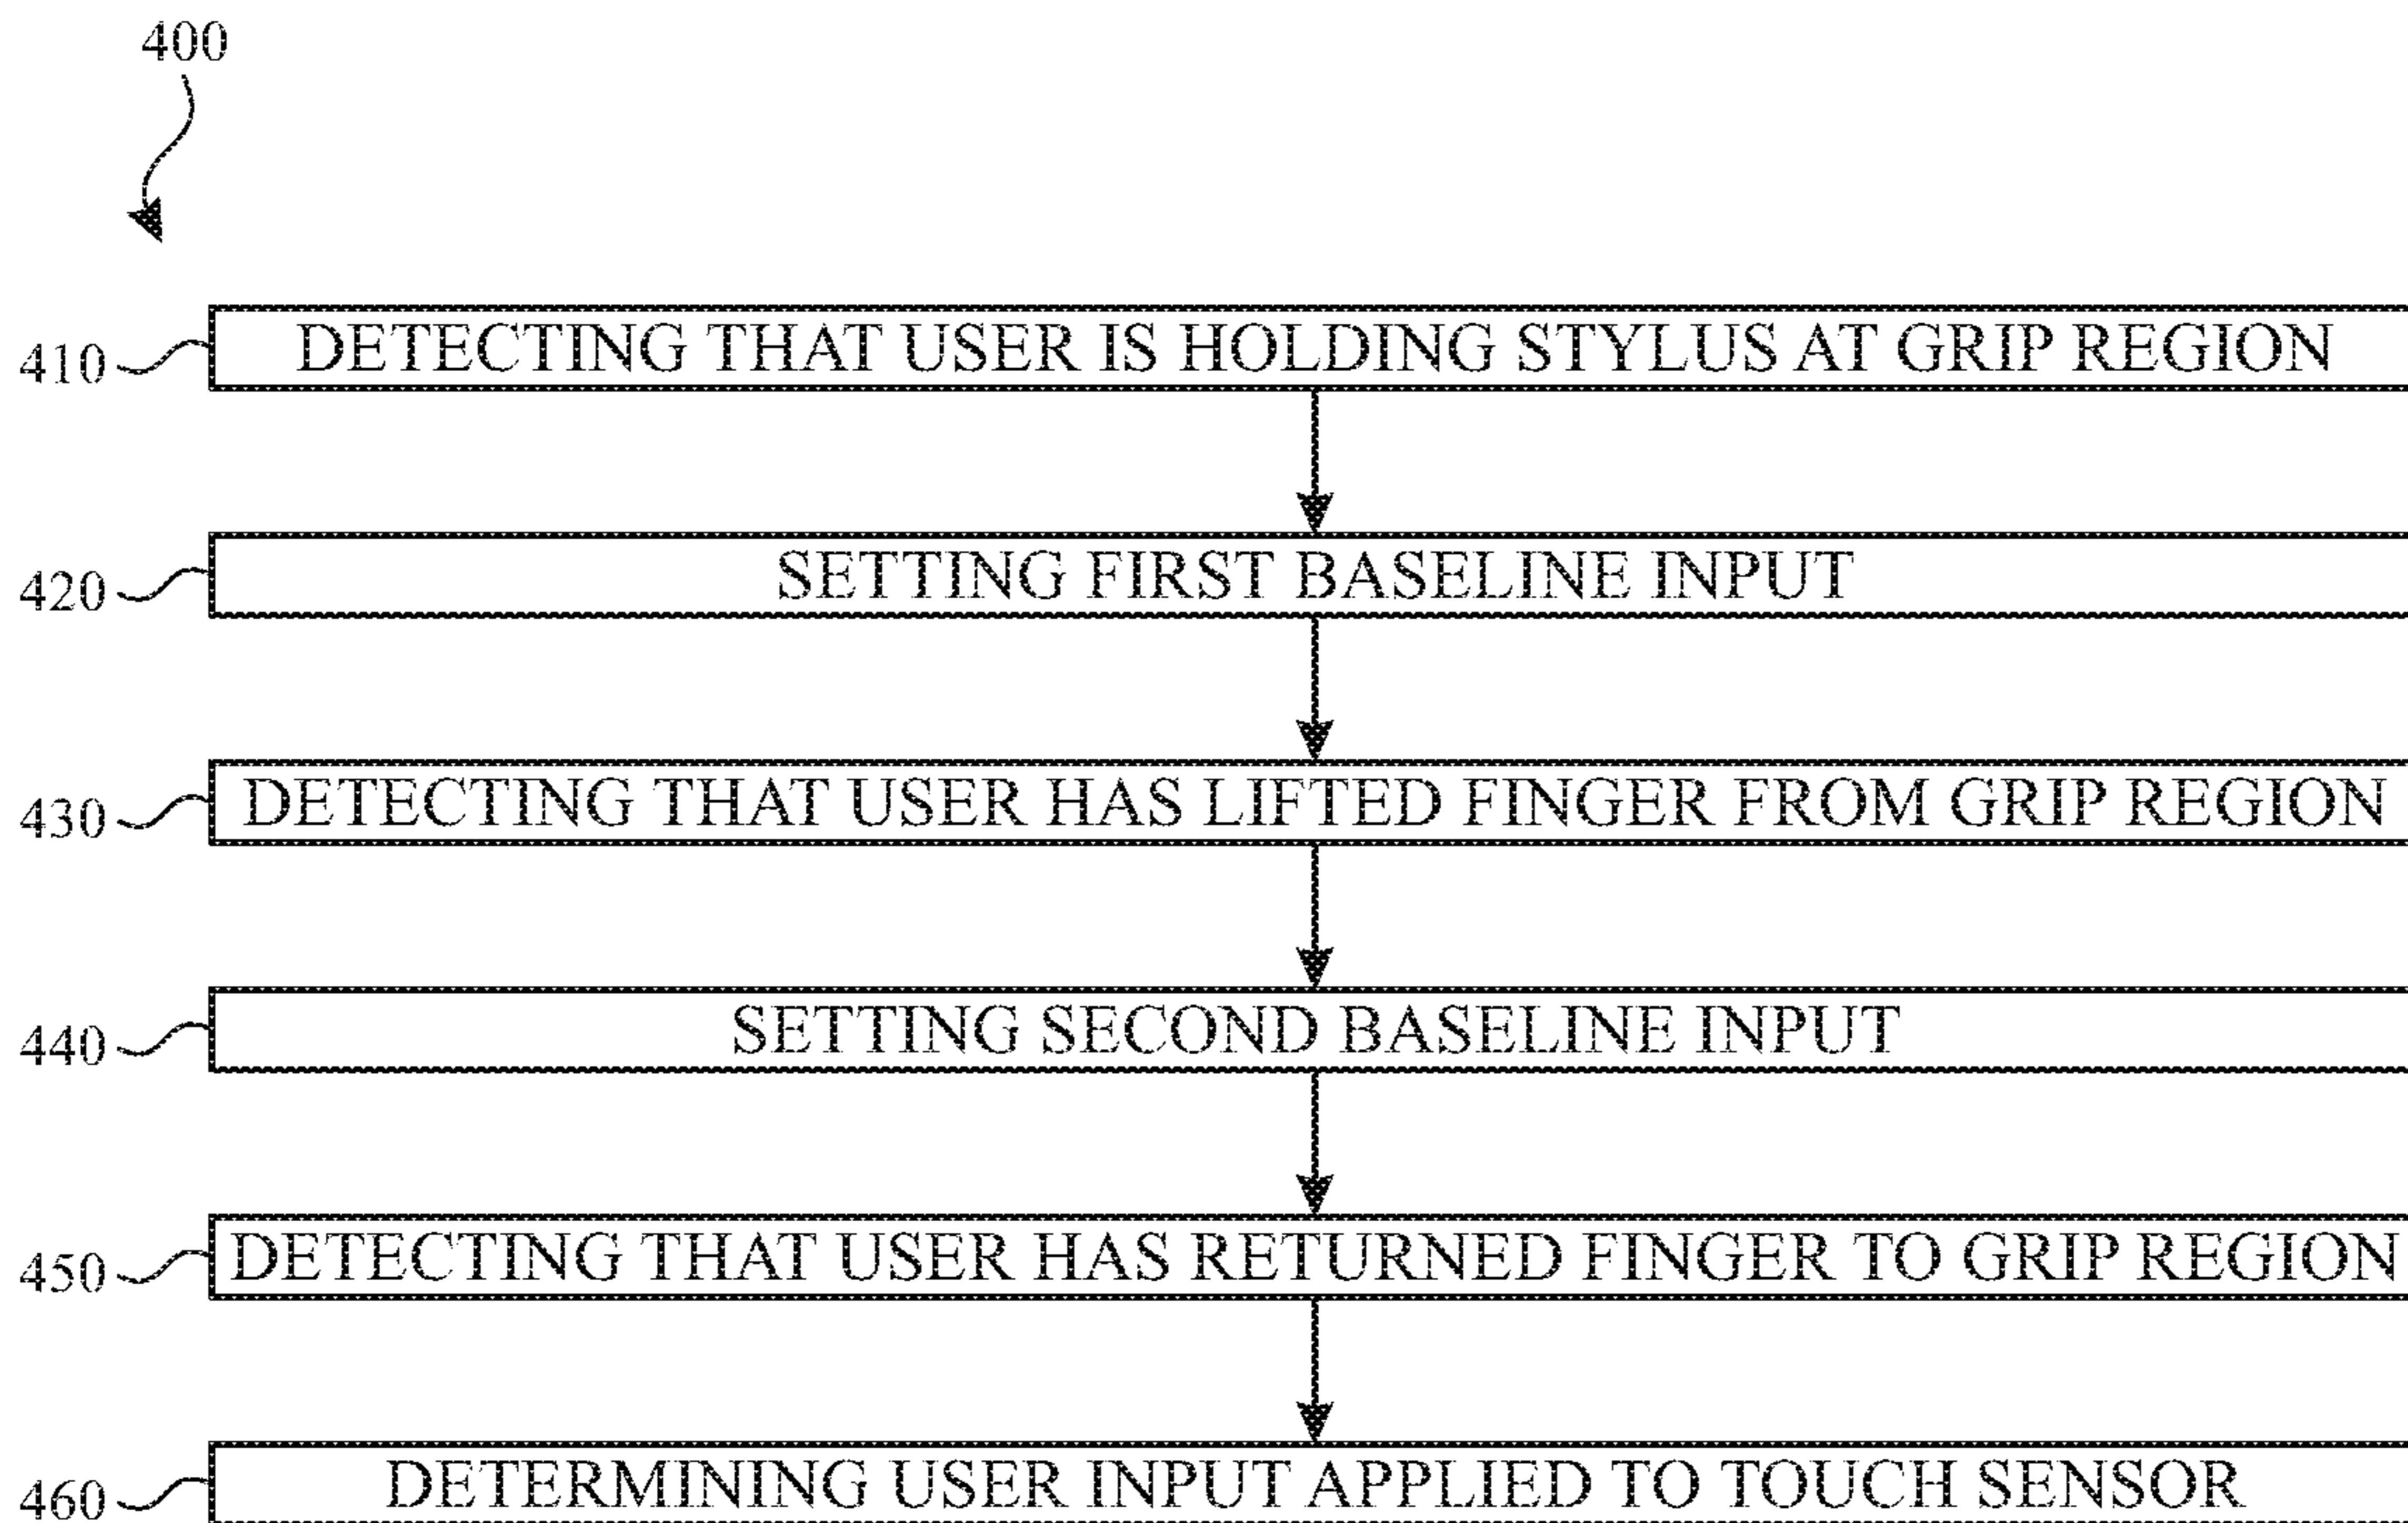 400
410 DETECTING THAT USER IS HOLDING STYLUS AT GRIP REGION
420 SETTING FIRST BASELINE INPUT
430 DETECTING THAT USER HAS LIFTED FINGER FROM GRIP REGION
440 SETTING SECOND BASELINE INPUT
450 DETECTING THAT USER HAS RETURNED FINGER TO GRIP REGION
460 DETERMINING USER INPUT APPLIED TO TOUCH SENSOR